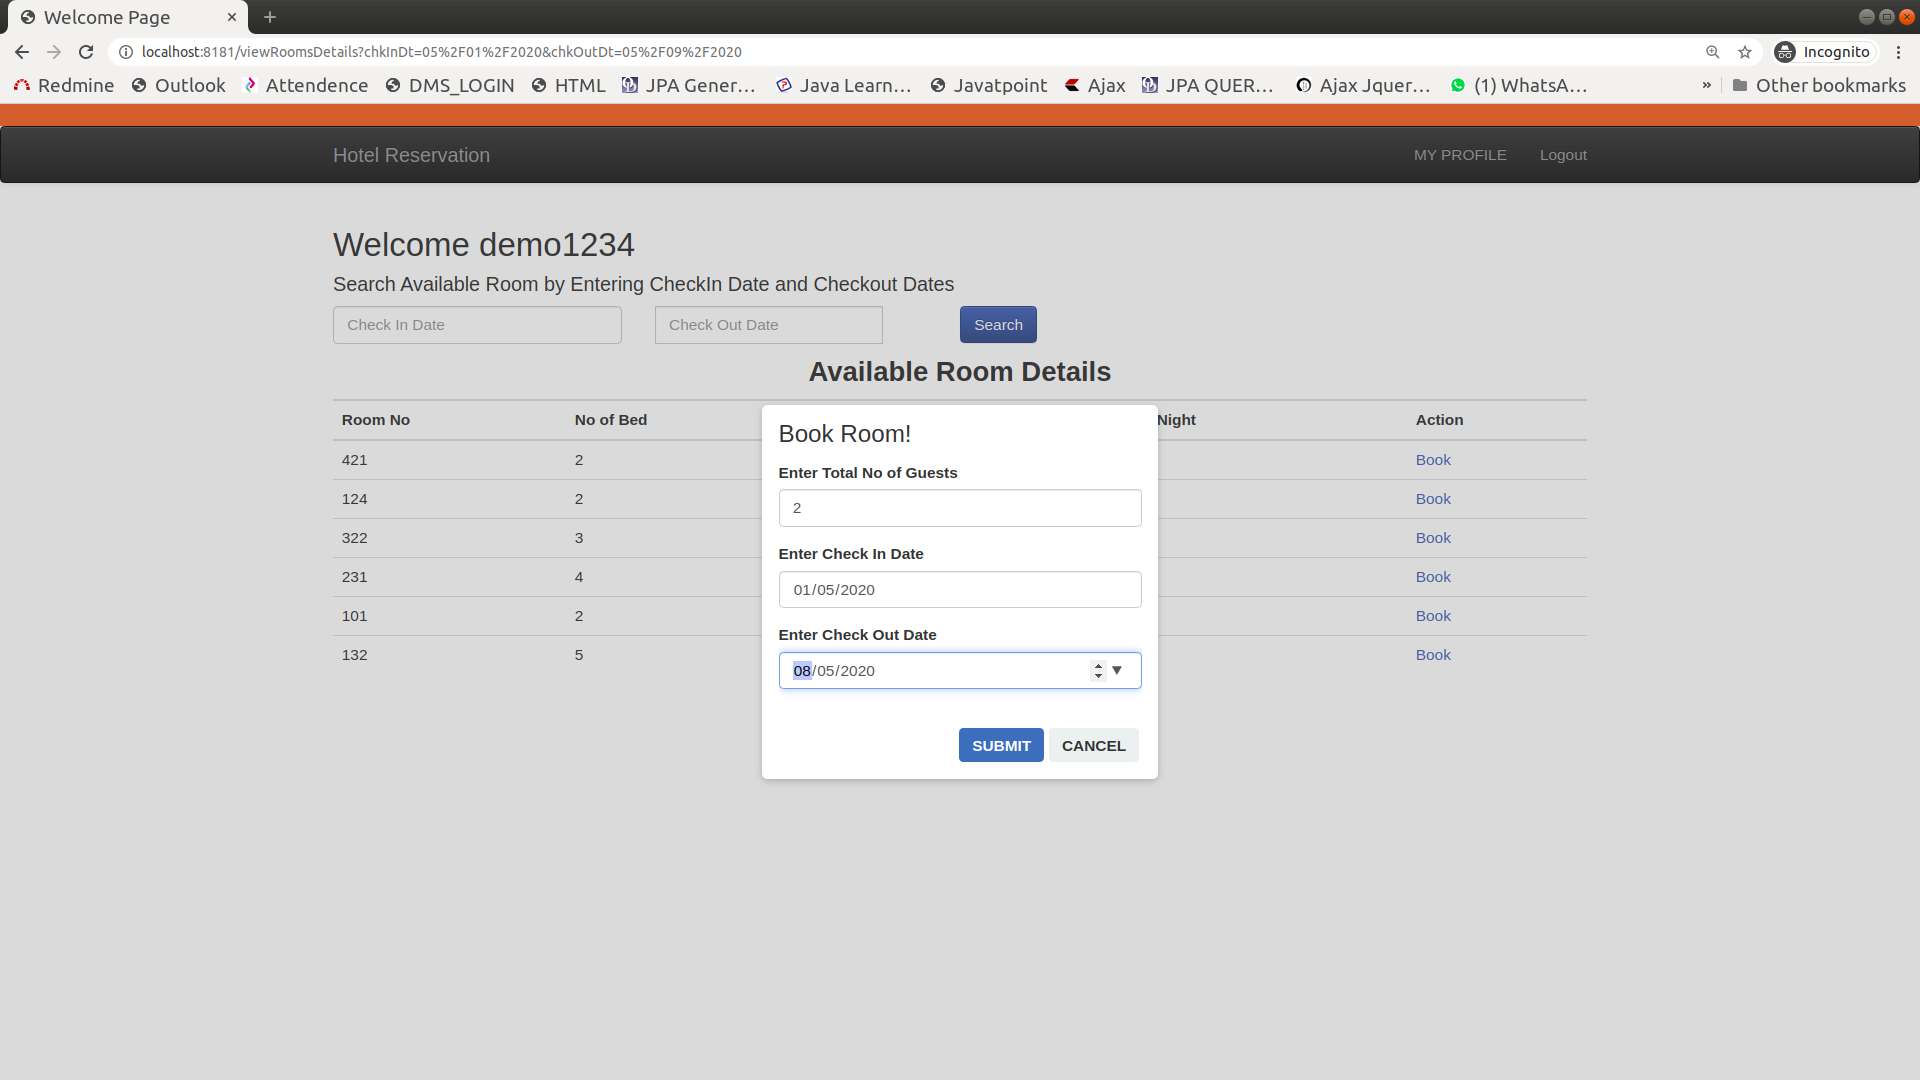 Welcome Page
localhost:8181/viewRoomsDetails?chkInDt=05%2F01%2F2020&chkOutDt=05%2F09%2F2020
Incognito
Redmine Outlook Attendence DMS_LOGIN HTML JPA Gener... Java Learn... Javatpoint Ajax JPA QUER... Ajax Jquer... (1) WhatsA... » Other bookmarks
Hotel Reservation MY PROFILE Logout
Welcome demo1234
Search Available Room by Entering CheckIn Date and Checkout Dates
Check In Date Check Out Date Search
Available Room Details
Room No No of Bed Night Action
421 2 Book
124 2 Book
322 3 Book
231 4 Book
101 2 Book
132 5 Book
Book Room!
Enter Total No of Guests
2
Enter Check In Date
01/05/2020
Enter Check Out Date
08/05/2020
SUBMIT CANCEL